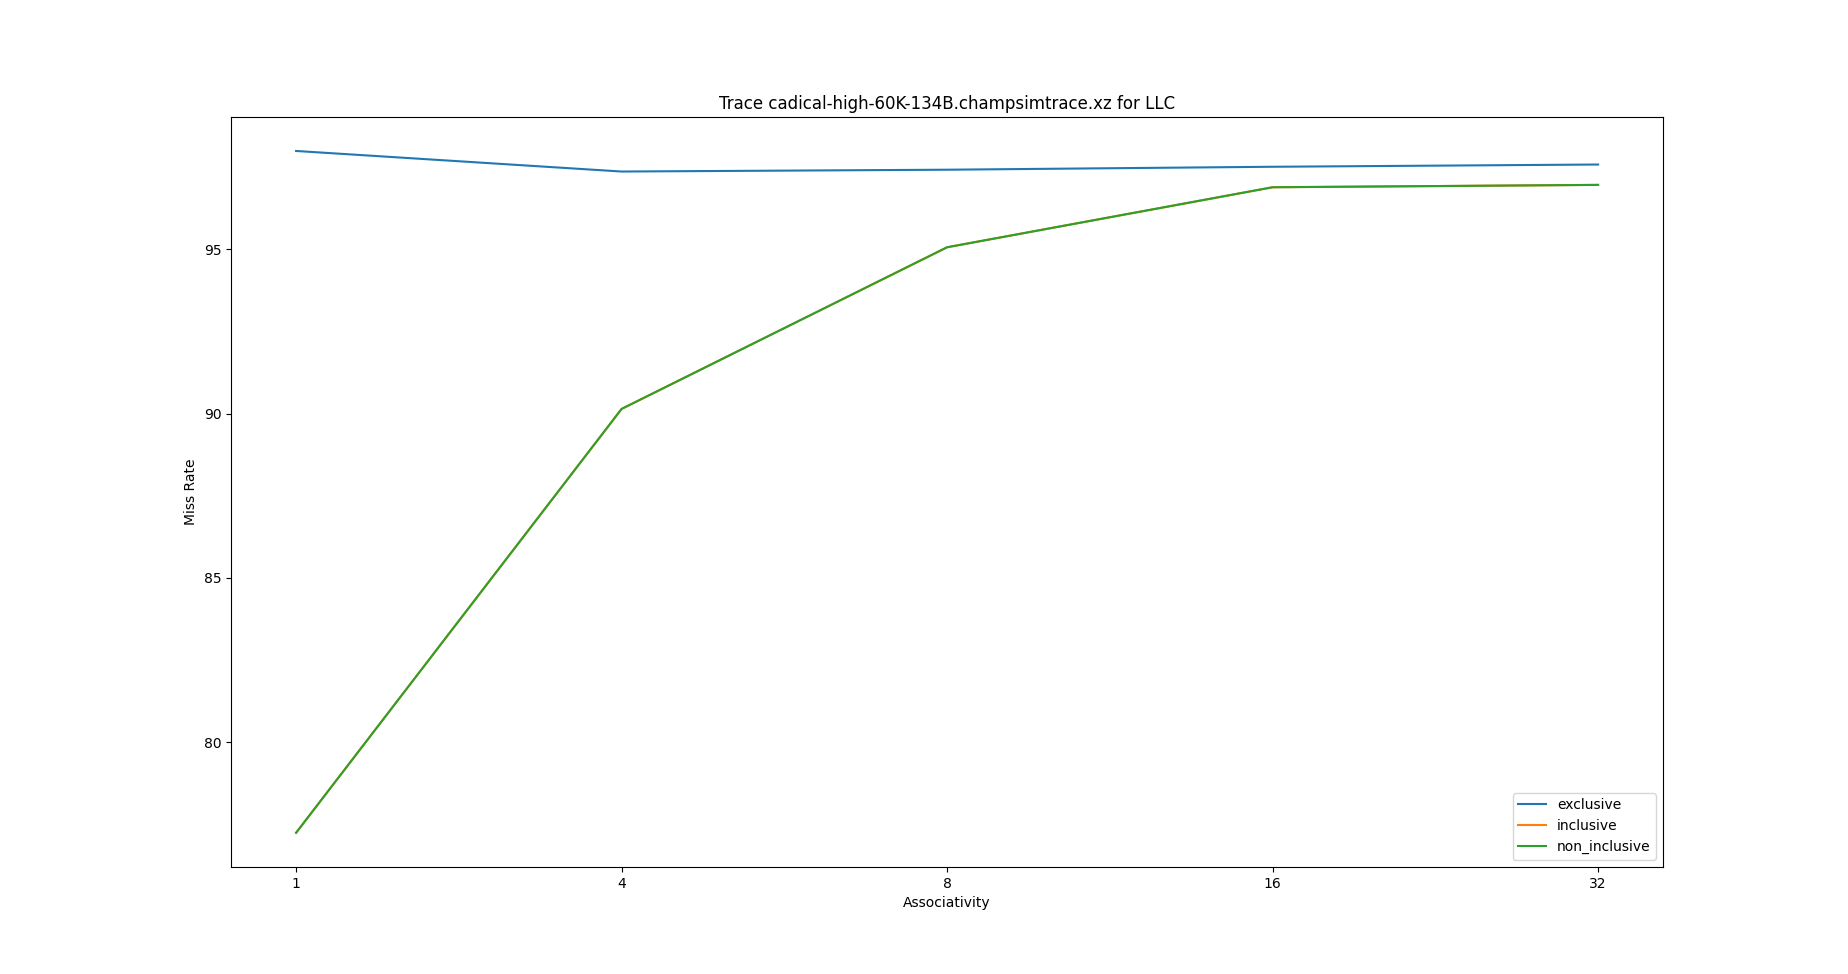 Trace cadical-high-60K-134B.champsimtrace.xz for LLC
95
90
85
80
Miss Rate
1 4 8 16 32
Associativity
exclusive
inclusive
non_inclusive